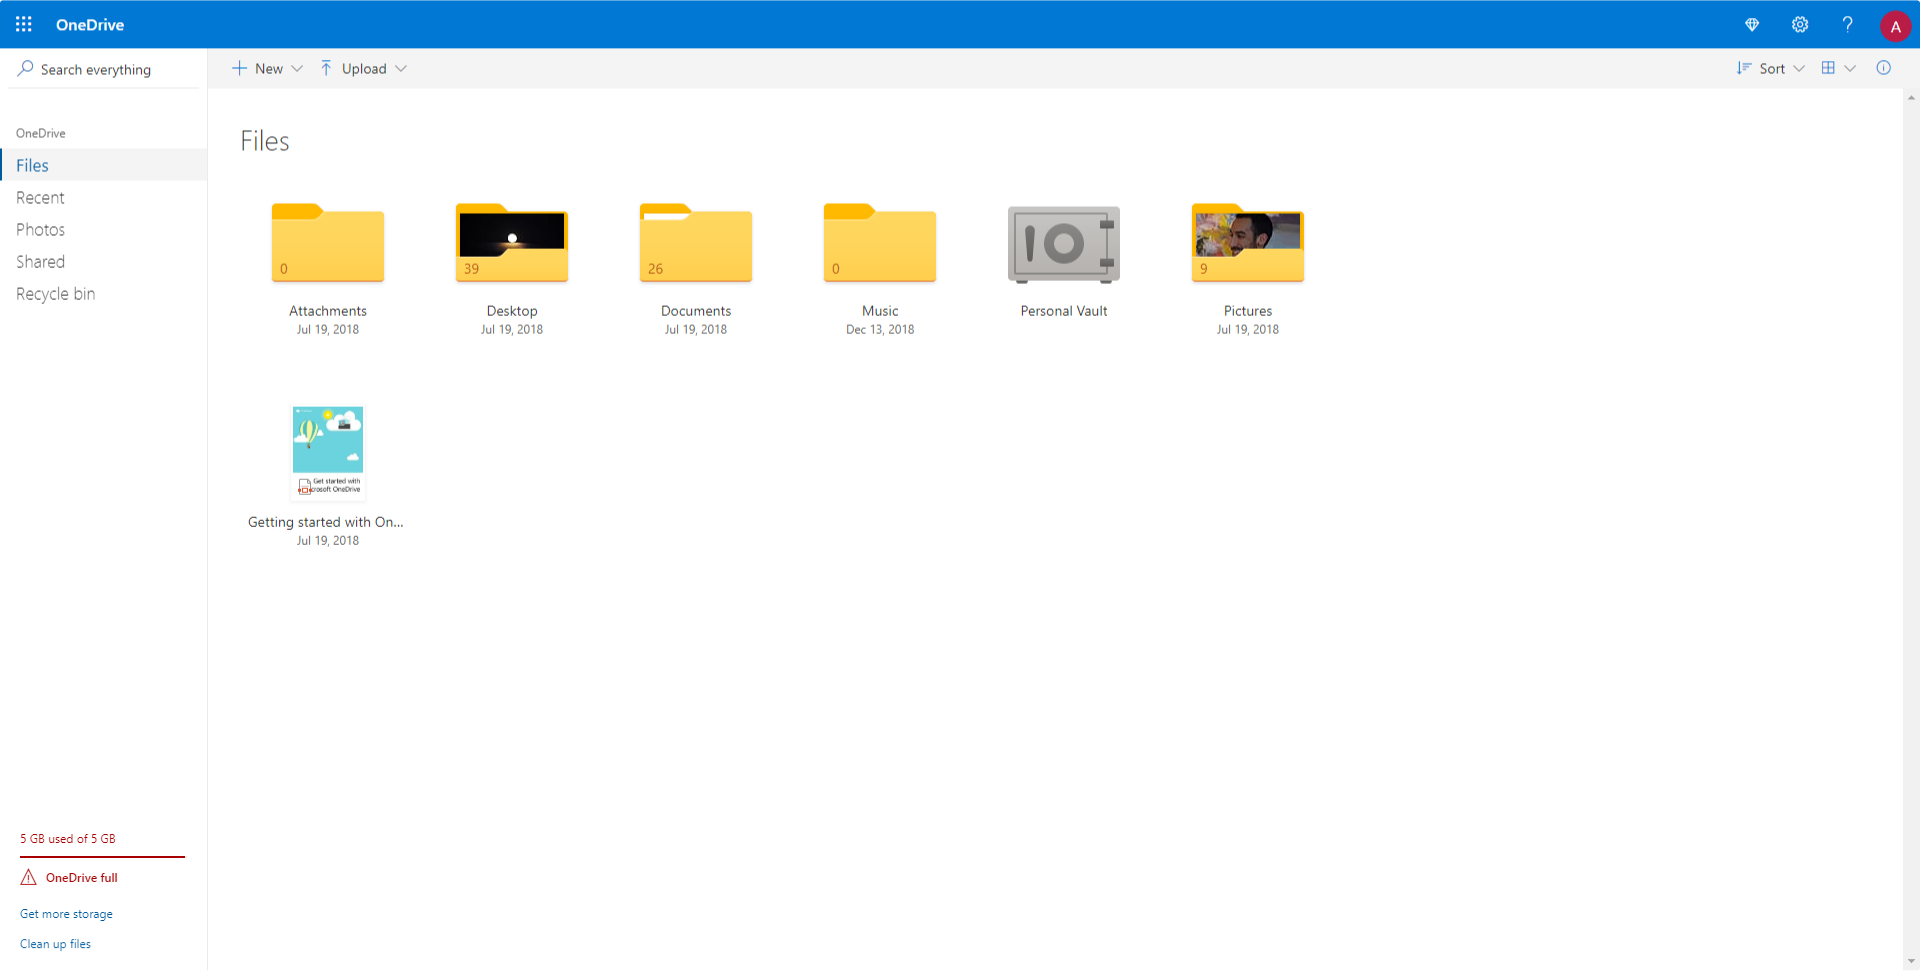 OneDrive
A
Search everything
New
Upload
Sort
OneDrive
Files
Recent
Photos
Shared
Recycle bin
Files
0
39
26
0
9
Attachments
Desktop
Documents
Music
Personal Vault
Pictures
Jul 19, 2018
Jul 19, 2018
Jul 19, 2018
Dec 13, 2018
Jul 19, 2018
Get started with
crosoft OneDrive
Getting started with On...
Jul 19, 2018
5 GB used of 5 GB
OneDrive full
Get more storage
Clean up files